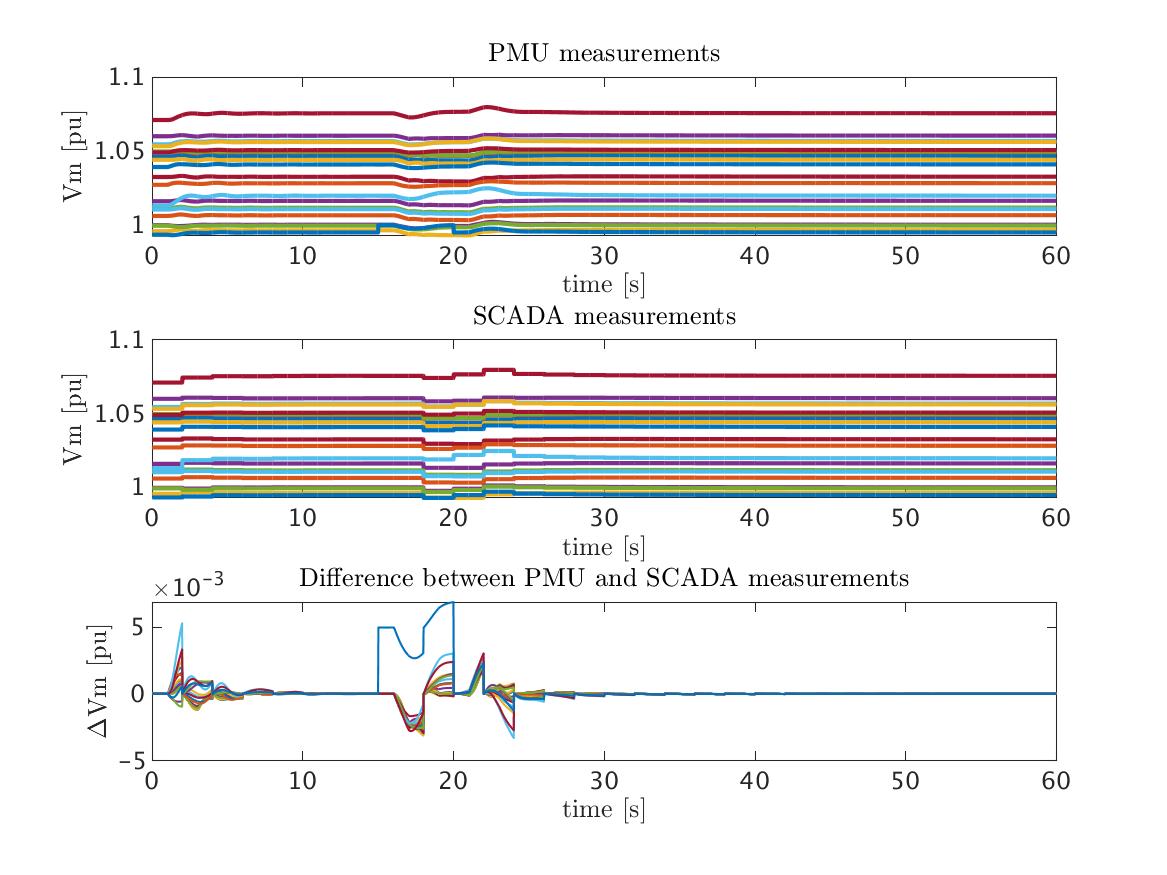 PMU measurements
1.1
1.05
1
Vm [pu]
0 10 20 30 40 50 60
time [s]
SCADA measurements
1.1
1.05
1
Vm [pu]
0 10 20 30 40 50 60
time [s]
Difference between PMU and SCADA measurements
×10⁻³
5
0
-5
ΔVm [pu]
0 10 20 30 40 50 60
time [s]